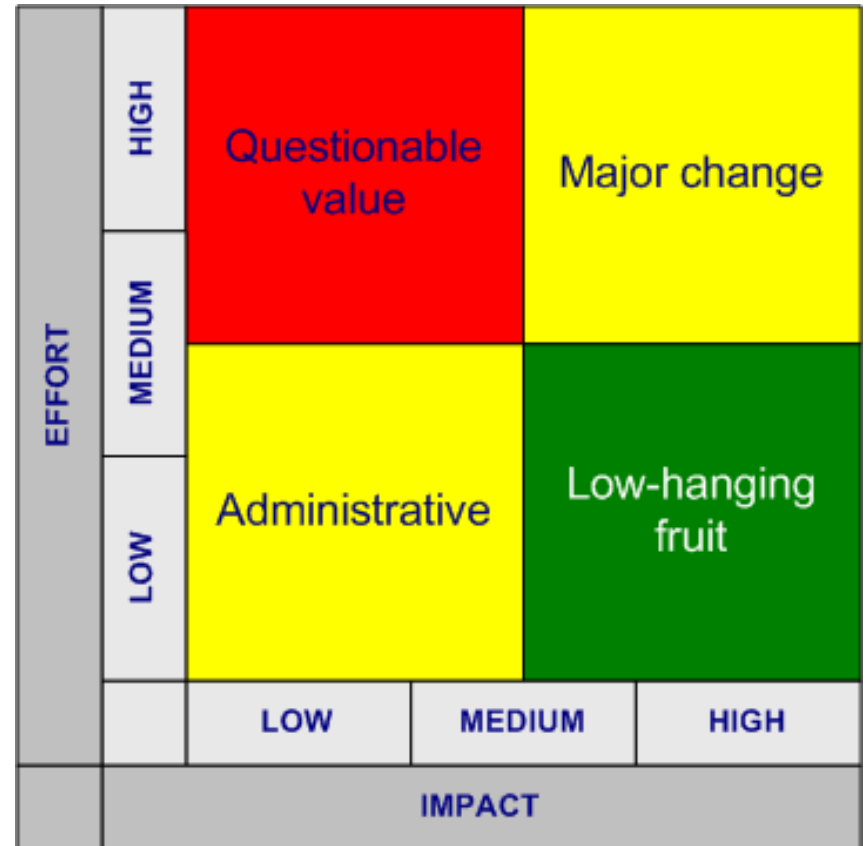 EFFORT
HIGH
Questionable
value
Major change
MEDIUM
LOW
Administrative
Low-hanging
fruit
LOW
MEDIUM
HIGH
IMPACT